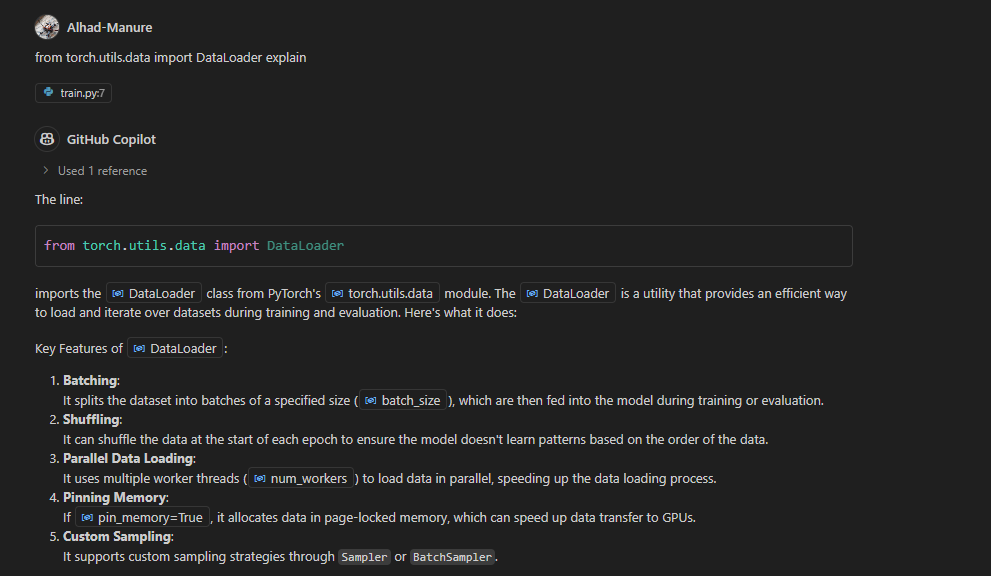 Alhad-Manure
from torch.utils.data import DataLoader explain
train.py:7
GitHub Copilot
Used 1 reference
The line:
from torch.utils.data import DataLoader
imports the DataLoader class from PyTorch's torch.utils.data module. The DataLoader is a utility that provides an efficient way
to load and iterate over datasets during training and evaluation. Here's what it does:
Key Features of DataLoader :
1. Batching:
It splits the dataset into batches of a specified size ( batch_size ), which are then fed into the model during training or evaluation.
2. Shuffling:
It can shuffle the data at the start of each epoch to ensure the model doesn't learn patterns based on the order of the data.
3. Parallel Data Loading:
It uses multiple worker threads ( num_workers ) to load data in parallel, speeding up the data loading process.
4. Pinning Memory:
If pin_memory=True , it allocates data in page-locked memory, which can speed up data transfer to GPUs.
5. Custom Sampling:
It supports custom sampling strategies through Sampler or BatchSampler.